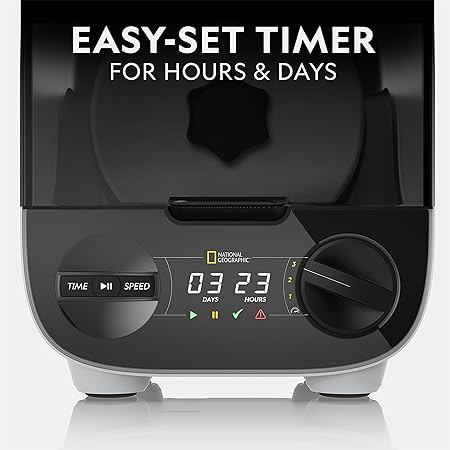 EASY-SET TIMER
FOR HOURS & DAYS
NATIONAL
GEOGRAPHIC
TIME SPEED
03 23
DAYS HOURS
3
2
1